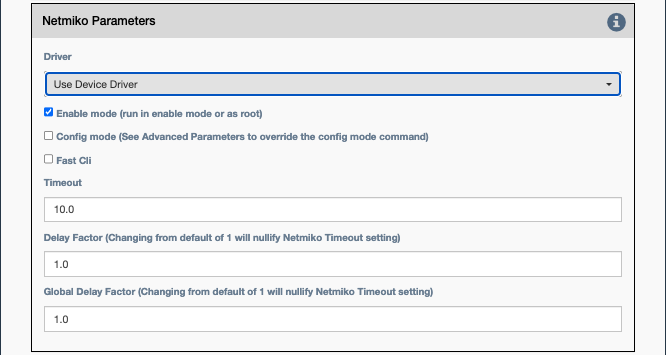 Netmiko Parameters
Driver
Use Device Driver
Enable mode (run in enable mode or as root)
Config mode (See Advanced Parameters to override the config mode command)
Fast Cli
Timeout
10.0
Delay Factor (Changing from default of 1 will nullify Netmiko Timeout setting)
1.0
Global Delay Factor (Changing from default of 1 will nullify Netmiko Timeout setting)
1.0